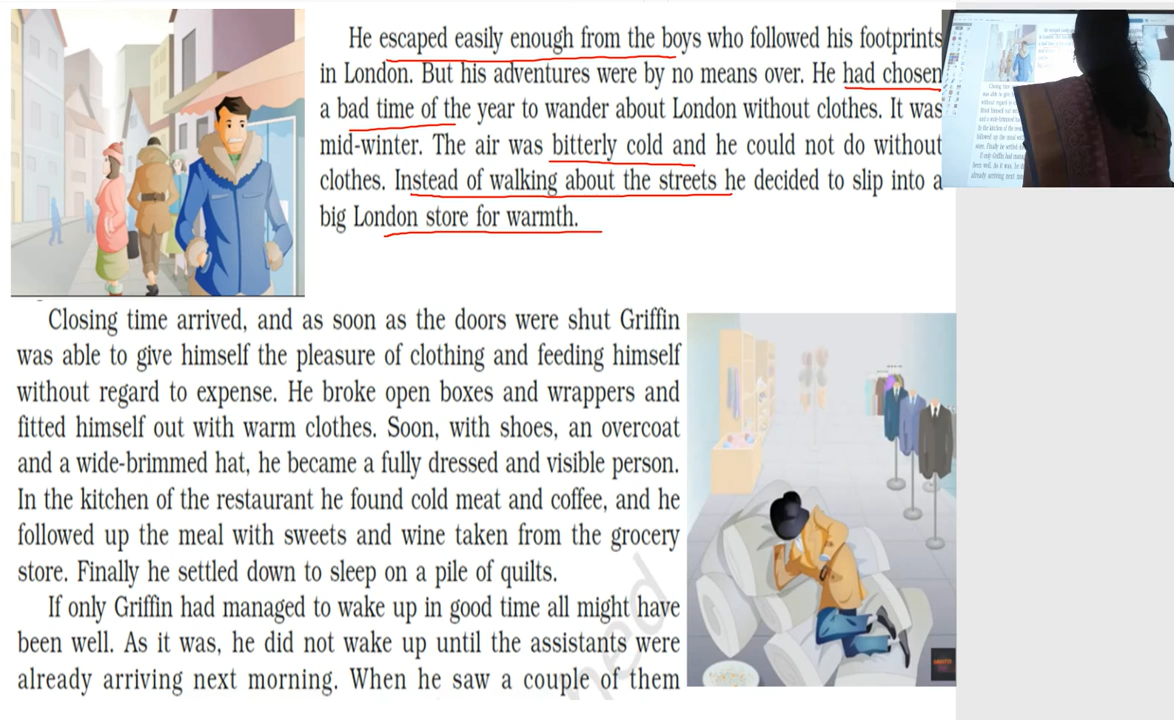 He escaped easily enough from the boys who followed his footprints
in London. But his adventures were by no means over. He had chosen
a bad time of the year to wander about London without clothes. It was
mid-winter. The air was bitterly cold and he could not do without
clothes. Instead of walking about the streets he decided to slip into a
big London store for warmth.
Closing time arrived, and as soon as the doors were shut Griffin
was able to give himself the pleasure of clothing and feeding himself
without regard to expense. He broke open boxes and wrappers and
fitted himself out with warm clothes. Soon, with shoes, an overcoat
and a wide-brimmed hat, he became a fully dressed and visible person.
In the kitchen of the restaurant he found cold meat and coffee, and he
followed up the meal with sweets and wine taken from the grocery
store. Finally he settled down to sleep on a pile of quilts.
If only Griffin had managed to wake up in good time all might have
been well. As it was, he did not wake up until the assistants were
already arriving next morning. When he saw a couple of them